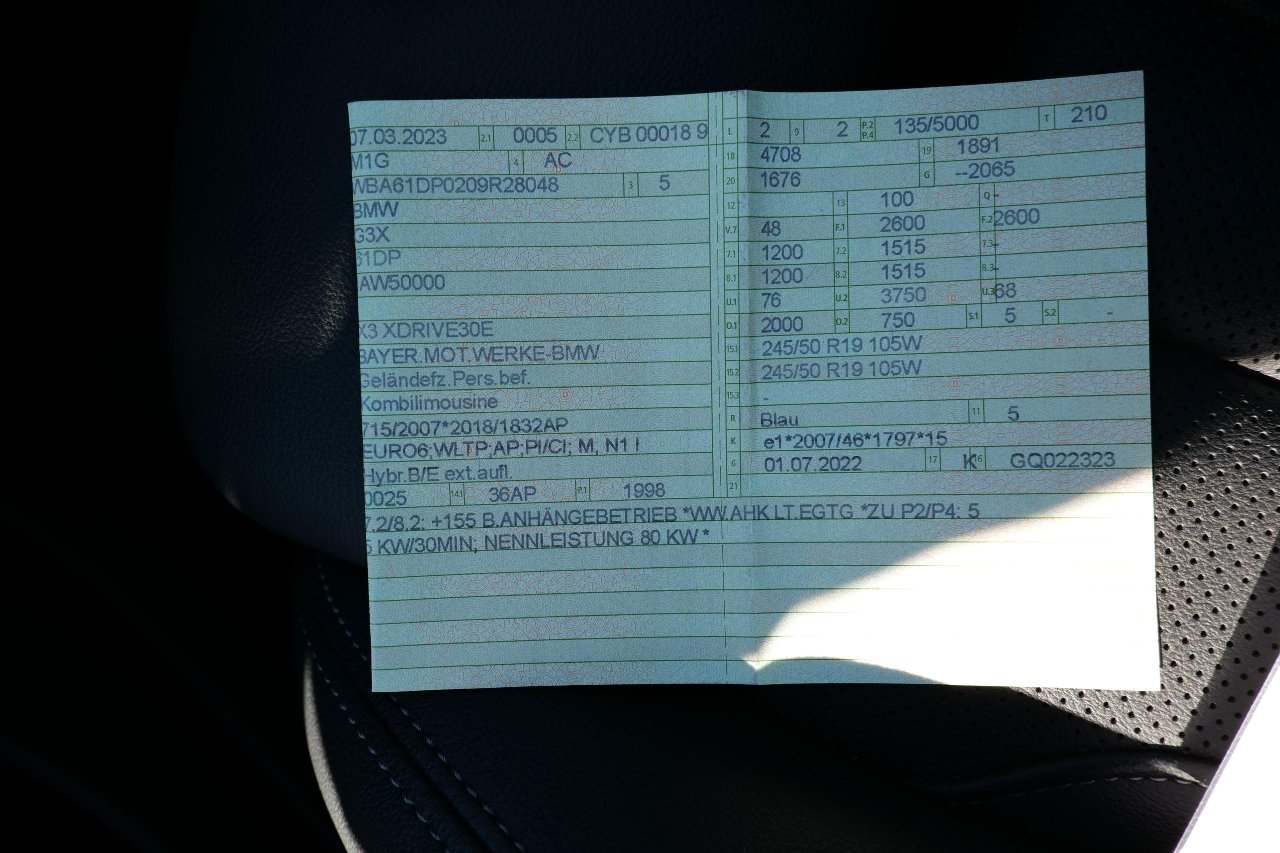 07.03.2023 2.1 0005 2.2 CYB 00018 9
M1G 4 AC
WBA61DP0209R28048 3 5
BMW
G3X
61DP
AW50000
X3 XDRIVE30E
BAYER.MOT.WERKE-BMW
Geländefz.Pers.bef.
Kombilimousine
715/2007*2018/1832AP
EURO6;WLTP;AP;PI/CI; M, N1 I
Hybr.B/E ext.aufl.
0025 14.1 36AP P.1 1998
L 2 9 2 P.2 P.4 135/5000 T 210
18 4708 19 1891
20 1676 G --2065
12 13 100 Q -
V.7 48 F.1 2600 F.2 2600
7.1 1200 7.2 1515 7.3 -
8.1 1200 8.2 1515 8.3 -
U.1 76 U.2 3750 U.3 68
O.1 2000 O.2 750 S.1 5 S.2 -
15.1 245/50 R19 105W
15.2 245/50 R19 105W
15.3 -
R Blau 11 5
K e1*2007/46*1797*15
6 01.07.2022 17 K 16 GQ022323
21
7.2/8.2: +155 B.ANHÄNGEBETRIEB *WW.AHK LT.EGTG *ZU P2/P4: 5
5 KW/30MIN; NENNLEISTUNG 80 KW *